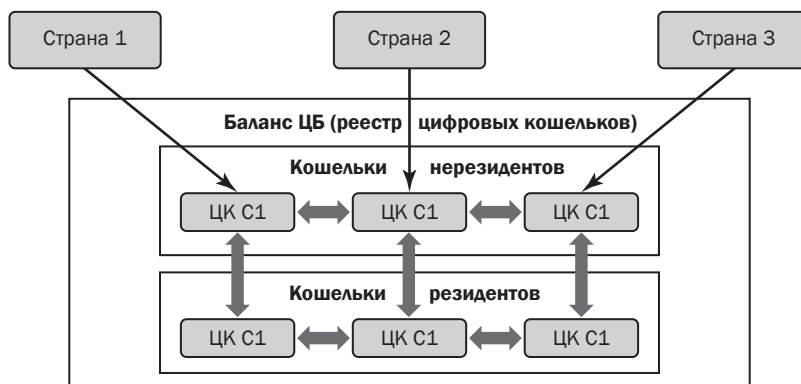 Страна 1 Страна 2 Страна 3
Баланс ЦБ (реестр цифровых кошельков)
Кошельки нерезидентов
ЦК С1 ЦК С1 ЦК С1
Кошельки резидентов
ЦК С1 ЦК С1 ЦК С1